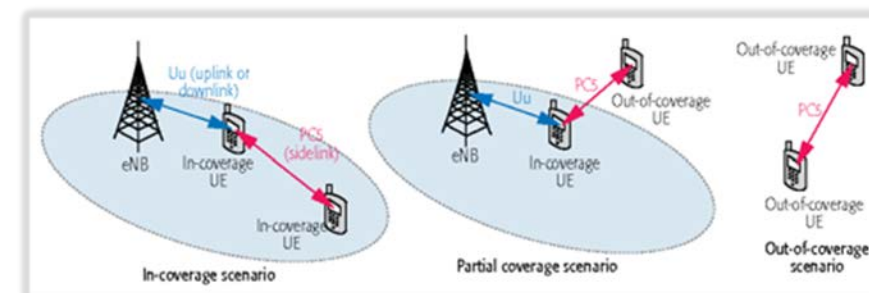 Uu (uplink or
downlink)
eNB
In-coverage
UE
PC5
(sidelink)
In-coverage
UE
In-coverage scenario
Uu
eNB
In-coverage
UE
PC5
Out-of-coverage
UE
Partial coverage scenario
Out-of-coverage
UE
PC5
Out-of-coverage
UE
Out-of-coverage
scenario